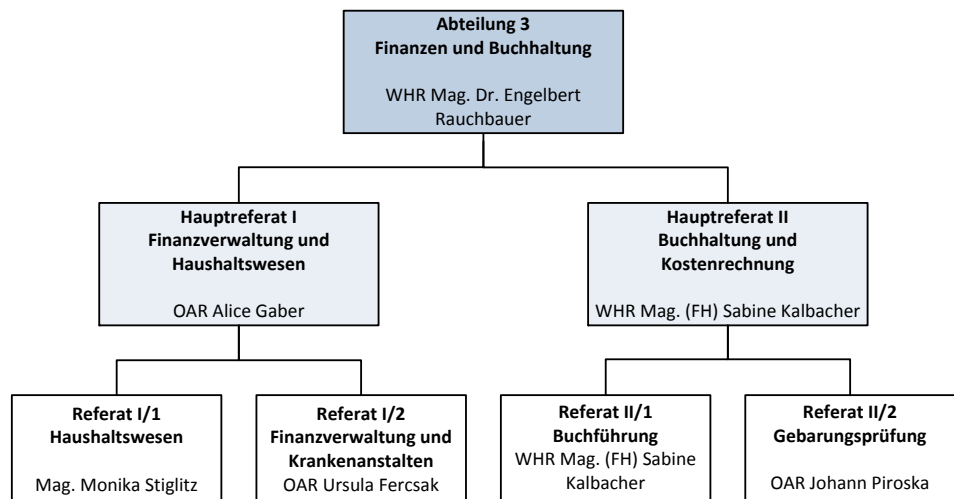 Abteilung 3
Finanzen und Buchhaltung
WHR Mag. Dr. Engelbert
Rauchbauer
Hauptreferat I
Finanzverwaltung und
Haushaltswesen
OAR Alice Gaber
Hauptreferat II
Buchhaltung und
Kostenrechnung
WHR Mag. (FH) Sabine Kalbacher
Referat I/1
Haushaltswesen
Mag. Monika Stiglitz
Referat I/2
Finanzverwaltung und
Krankenanstalten
OAR Ursula Fercsak
Referat II/1
Buchführung
WHR Mag. (FH) Sabine
Kalbacher
Referat II/2
Gebarungsprüfung
OAR Johann Piroska